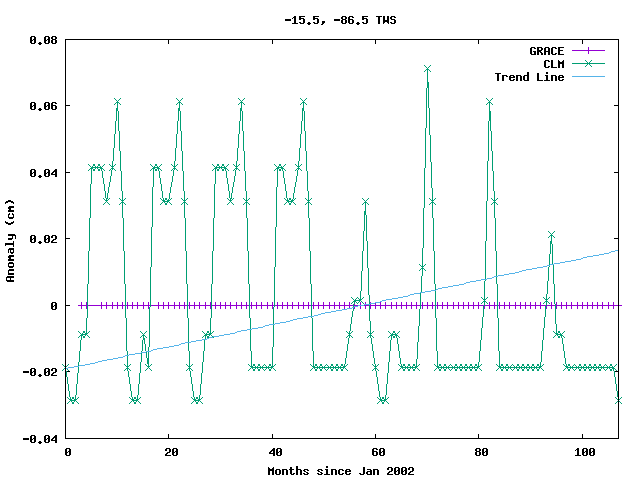 -15.5, -86.5 TWS
0.08
0.06
0.04
0.02
0
-0.02
-0.04
GRACE
CLM
Trend Line
Anomaly (cm)
0 20 40 60 80 100
Months since Jan 2002